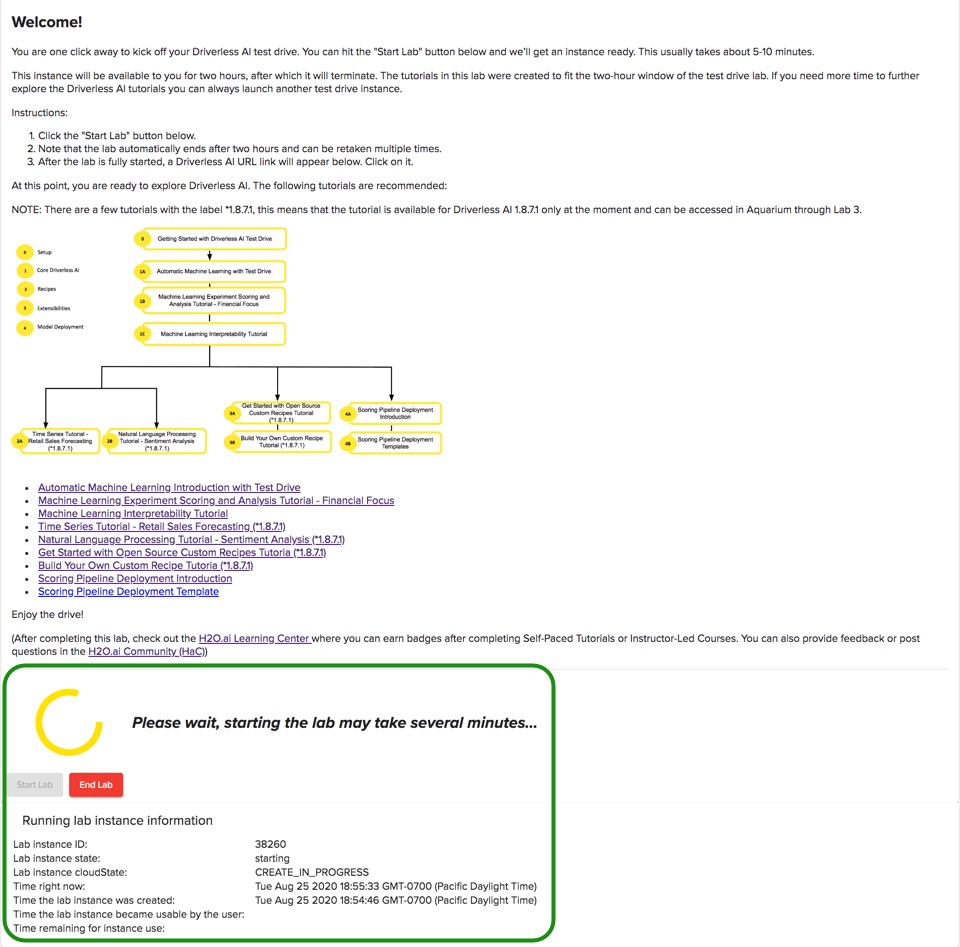 Welcome!
You are one click away to kick off your Driverless AI test drive. You can hit the "Start Lab" button below and we'll get an instance ready. This usually takes about 5-10 minutes.
This instance will be available to you for two hours, after which it will terminate. The tutorials in this lab were created to fit the two-hour window of the test drive lab. If you need more time to further
explore the Driverless AI tutorials you can always launch another test drive instance.
Instructions:
1. Click the "Start Lab" button below.
2. Note that the lab automatically ends after two hours and can be retaken multiple times.
3. After the lab is fully started, a Driverless AI URL link will appear below. Click on it.
At this point, you are ready to explore Driverless AI. The following tutorials are recommended:
NOTE: There are a few tutorials with the label *1.8.7.1, this means that the tutorial is available for Driverless AI 1.8.7.1 only at the moment and can be accessed in Aquarium through Lab 3.
0 Setup
1 Core Driverless AI
2 Recipes
3 Extensibilities
4 Model Deployment
0 Getting Started with Driverless AI Test Drive
1A Automatic Machine Learning with Test Drive
1B Machine Learning Experiment Scoring and
Analysis Tutorial - Financial Focus
1C Machine Learning Interpretability Tutorial
2A Time Series Tutorial -
Retail Sales Forecasting
(*1.8.7.1)
2B Natural Language Processing
Tutorial - Sentiment Analysis
(*1.8.7.1)
3A Get Started with Open Source
Custom Recipes Tutorial
(*1.8.7.1)
3B Build Your Own Custom Recipe
Tutorial (*1.8.7.1)
4A Scoring Pipeline Deployment
Introduction
4B Scoring Pipeline Deployment
Templates
• Automatic Machine Learning Introduction with Test Drive
• Machine Learning Experiment Scoring and Analysis Tutorial - Financial Focus
• Machine Learning Interpretability Tutorial
• Time Series Tutorial - Retail Sales Forecasting (*1.8.7.1)
• Natural Language Processing Tutorial - Sentiment Analysis (*1.8.7.1)
• Get Started with Open Source Custom Recipes Tutoria (*1.8.7.1)
• Build Your Own Custom Recipe Tutoria (*1.8.7.1)
• Scoring Pipeline Deployment Introduction
• Scoring Pipeline Deployment Template
Enjoy the drive!
(After completing this lab, check out the H2O.ai Learning Center where you can earn badges after completing Self-Paced Tutorials or Instructor-Led Courses. You can also provide feedback or post
questions in the H2O.ai Community (HaC))
Please wait, starting the lab may take several minutes...
Start Lab End Lab
Running lab instance information
Lab instance ID: 38260
Lab instance state: starting
Lab instance cloudState: CREATE_IN_PROGRESS
Time right now: Tue Aug 25 2020 18:55:33 GMT-0700 (Pacific Daylight Time)
Time the lab instance was created: Tue Aug 25 2020 18:54:46 GMT-0700 (Pacific Daylight Time)
Time the lab instance became usable by the user:
Time remaining for instance use: